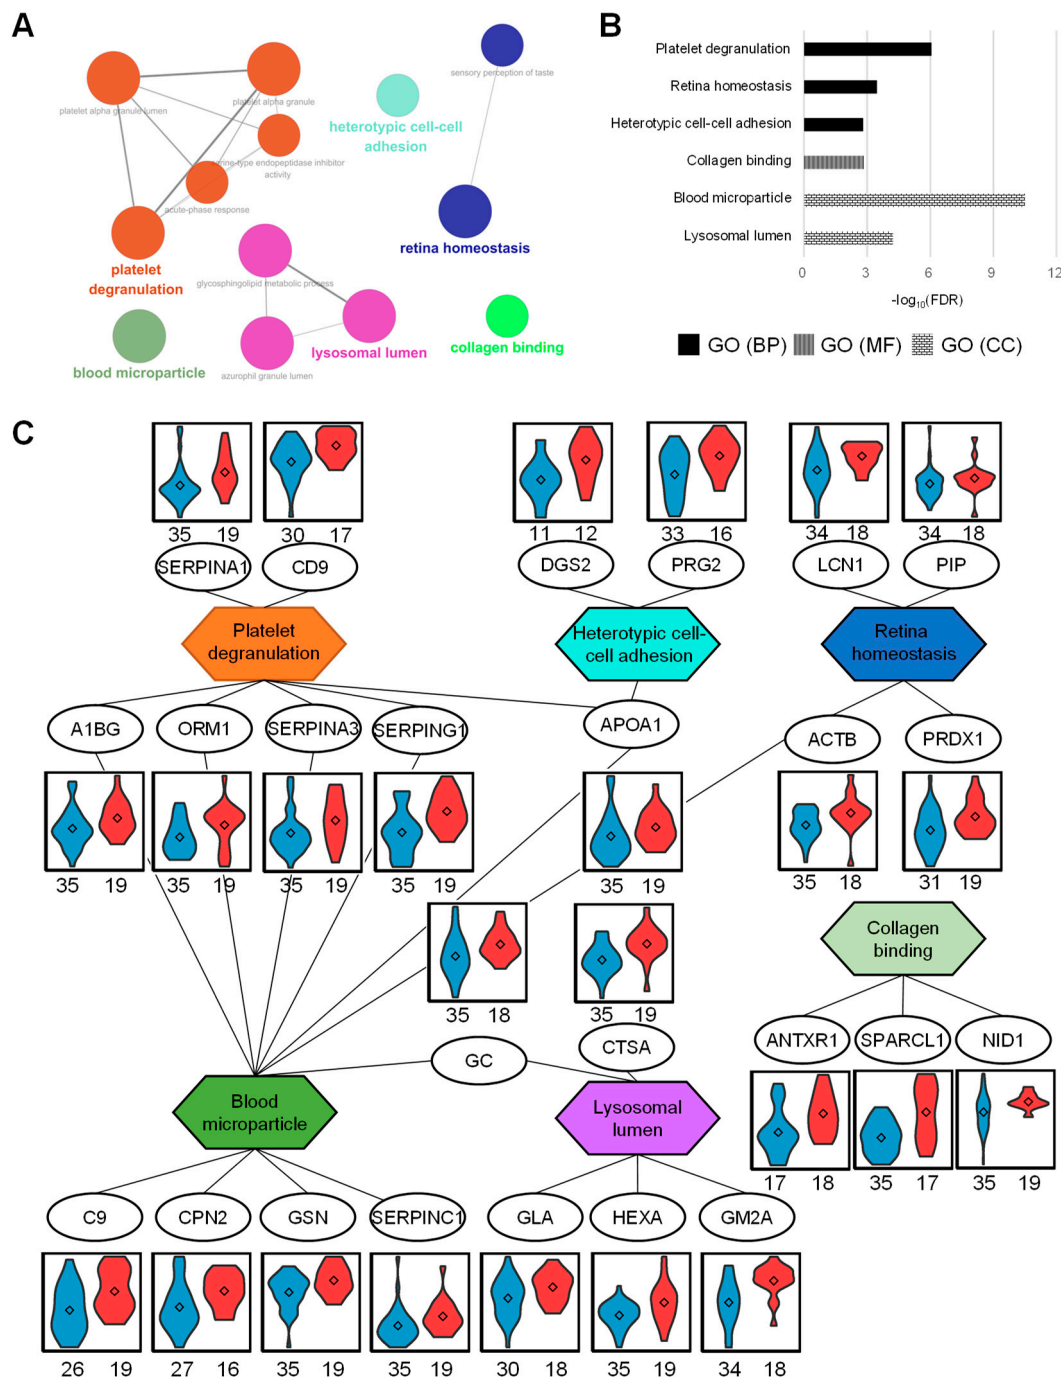 A
platelet alpha granule lumen
platelet alpha granule
serine-type endopeptidase inhibitor
activity
acute-phase response
platelet
degranulation
heterotypic cell-cell
adhesion
sensory perception of taste
retina homeostasis
glycosphingolipid metabolic process
lysosomal lumen
azurophil granule lumen
blood microparticle
collagen binding
B
Platelet degranulation
Retina homeostasis
Heterotypic cell-cell adhesion
Collagen binding
Blood microparticle
Lysosomal lumen
0 3 6 9 12
-log10(FDR)
GO (BP) GO (MF) GO (CC)
C
35 19 30 17 11 12 33 16 34 18 34 18
SERPINA1 CD9 DGS2 PRG2 LCN1 PIP
Platelet
degranulation
Heterotypic cell-
cell adhesion
Retina
homeostasis
A1BG ORM1 SERPINA3 SERPING1 APOA1 ACTB PRDX1
35 19 35 19 35 19 35 19 35 19 35 18 31 19
Collagen
binding
35 18 35 19
ANTXR1 SPARCL1 NID1
GC CTSA
Blood
microparticle
Lysosomal
lumen
17 18 35 17 35 19
C9 CPN2 GSN SERPINC1 GLA HEXA GM2A
26 19 27 16 35 19 35 19 30 18 35 19 34 18